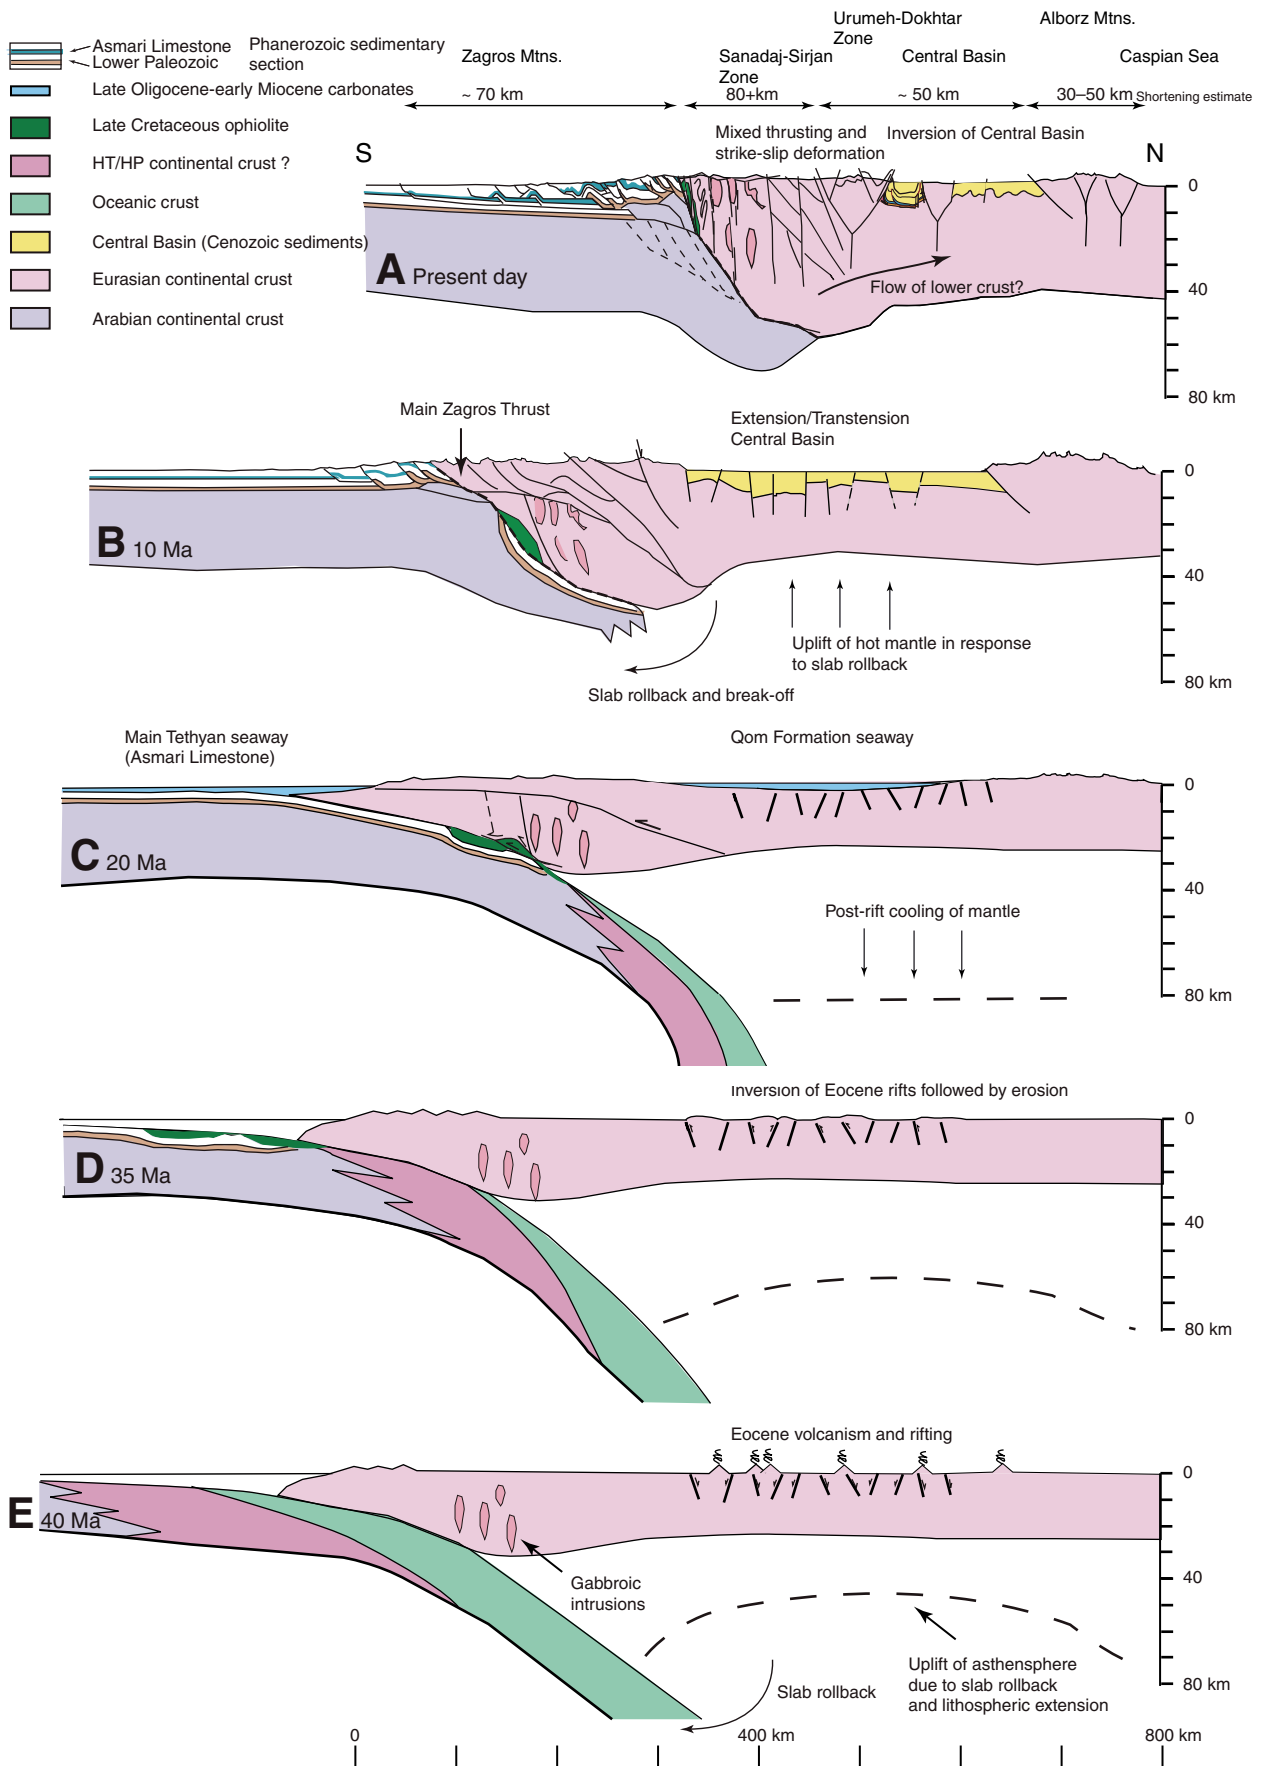 Asmari Limestone
Lower Paleozoic
Phanerozoic sedimentary
section
Late Oligocene-early Miocene carbonates
Late Cretaceous ophiolite
HT/HP continental crust ?
Oceanic crust
Central Basin (Cenozoic sediments)
Eurasian continental crust
Arabian continental crust
Zagros Mtns.
Sanadaj-Sirjan
Zone
Urumeh-Dokhtar
Zone
Central Basin
Alborz Mtns.
Caspian Sea
~ 70 km
80+km
~ 50 km
30–50 km Shortening estimate
S
Mixed thrusting and
strike-slip deformation
Inversion of Central Basin
N
0
40
80 km
A Present day
Flow of lower crust?
Main Zagros Thrust
Extension/Transtension
Central Basin
0
40
80 km
B 10 Ma
Uplift of hot mantle in response
to slab rollback
Slab rollback and break-off
Main Tethyan seaway
(Asmari Limestone)
Qom Formation seaway
0
40
80 km
C 20 Ma
Post-rift cooling of mantle
Inversion of Eocene rifts followed by erosion
0
40
80 km
D 35 Ma
Eocene volcanism and rifting
0
40
80 km
E 40 Ma
Gabbroic
intrusions
Uplift of asthensphere
due to slab rollback
and lithospheric extension
Slab rollback
0
400 km
800 km